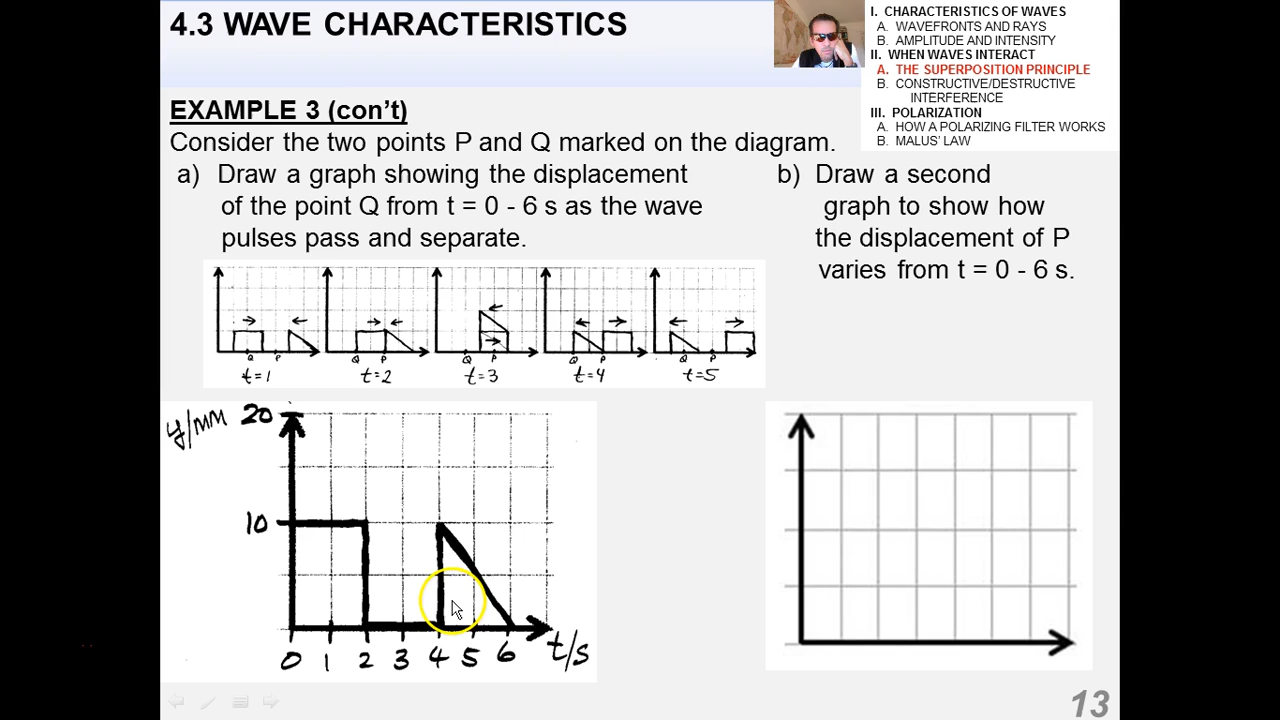 4.3 WAVE CHARACTERISTICS
I. CHARACTERISTICS OF WAVES
A. WAVEFRONTS AND RAYS
B. AMPLITUDE AND INTENSITY
II. WHEN WAVES INTERACT
A. THE SUPERPOSITION PRINCIPLE
B. CONSTRUCTIVE/DESTRUCTIVE
INTERFERENCE
III. POLARIZATION
A. HOW A POLARIZING FILTER WORKS
B. MALUS' LAW
EXAMPLE 3 (con't)
Consider the two points P and Q marked on the diagram.
a) Draw a graph showing the displacement
of the point Q from t = 0 - 6 s as the wave
pulses pass and separate.
b) Draw a second
graph to show how
the displacement of P
varies from t = 0 - 6 s.
Q P Q P Q P Q P Q P
t=1 t=2 t=3 t=4 t=5
y/mm 20
10
0 1 2 3 4 5 6 t/s
13